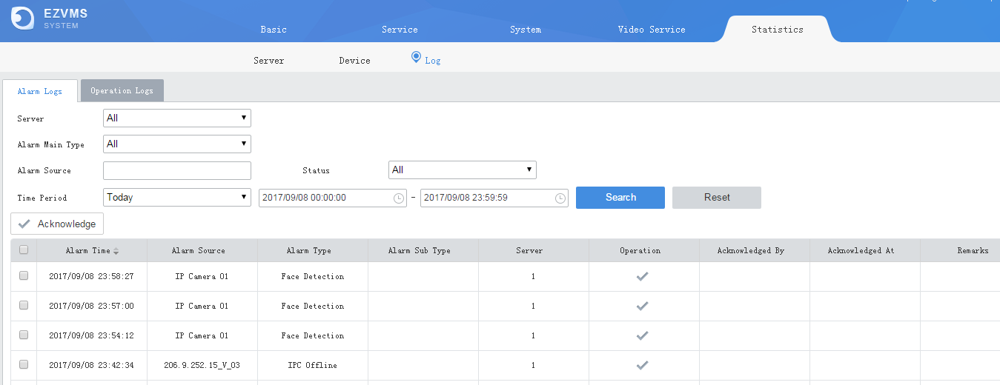 EZVMS
SYSTEM
Basic Service System Video Service Statistics
Server Device Log
Alarm Logs Operation Logs
Server All
Alarm Main Type All
Alarm Source Status All
Time Period Today 2017/09/08 00:00:00 - 2017/09/08 23:59:59 Search Reset
Acknowledge
Alarm Time Alarm Source Alarm Type Alarm Sub Type Server Operation Acknowledged By Acknowledged At Remarks
2017/09/08 23:58:27 IP Camera 01 Face Detection 1
2017/09/08 23:57:00 IP Camera 01 Face Detection 1
2017/09/08 23:54:12 IP Camera 01 Face Detection 1
2017/09/08 23:42:34 206.9.252.15_V_03 IPC Offline 1